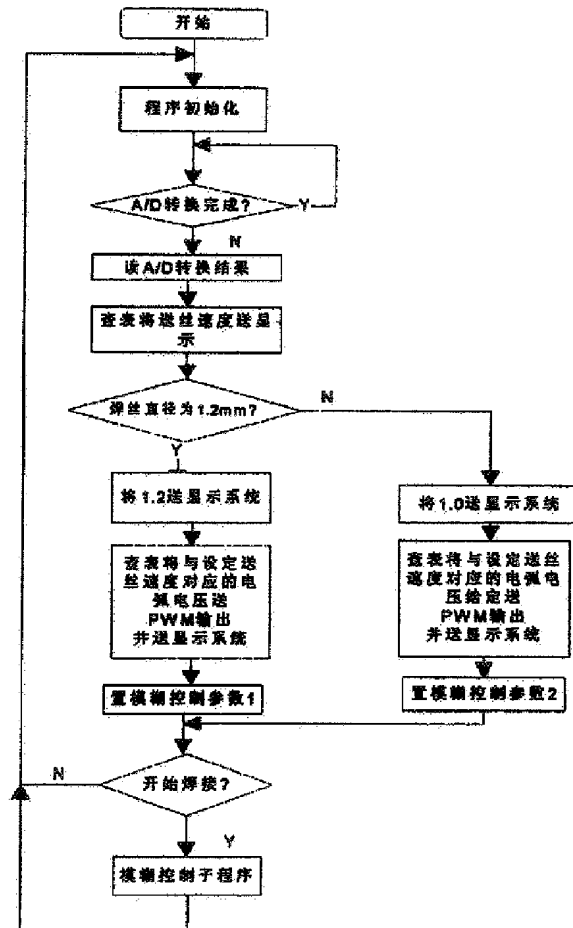 开始
程序初始化
A/D转换完成?
Y
N
读A/D转换结果
查表将送丝速度送显
示
焊丝直径为1.2mm?
N
Y
将1.2送显示系统
将1.0送显示系统
查表将与设定送
丝速度对应的电
弧电压送
PWM输出
并送显示系统
查表将与设定送丝
速度对应的电弧电
压给定送
PWM输出
并送显示系统
置模糊控制参数1
置模糊控制参数2
开始焊接?
N
Y
模糊控制子程序